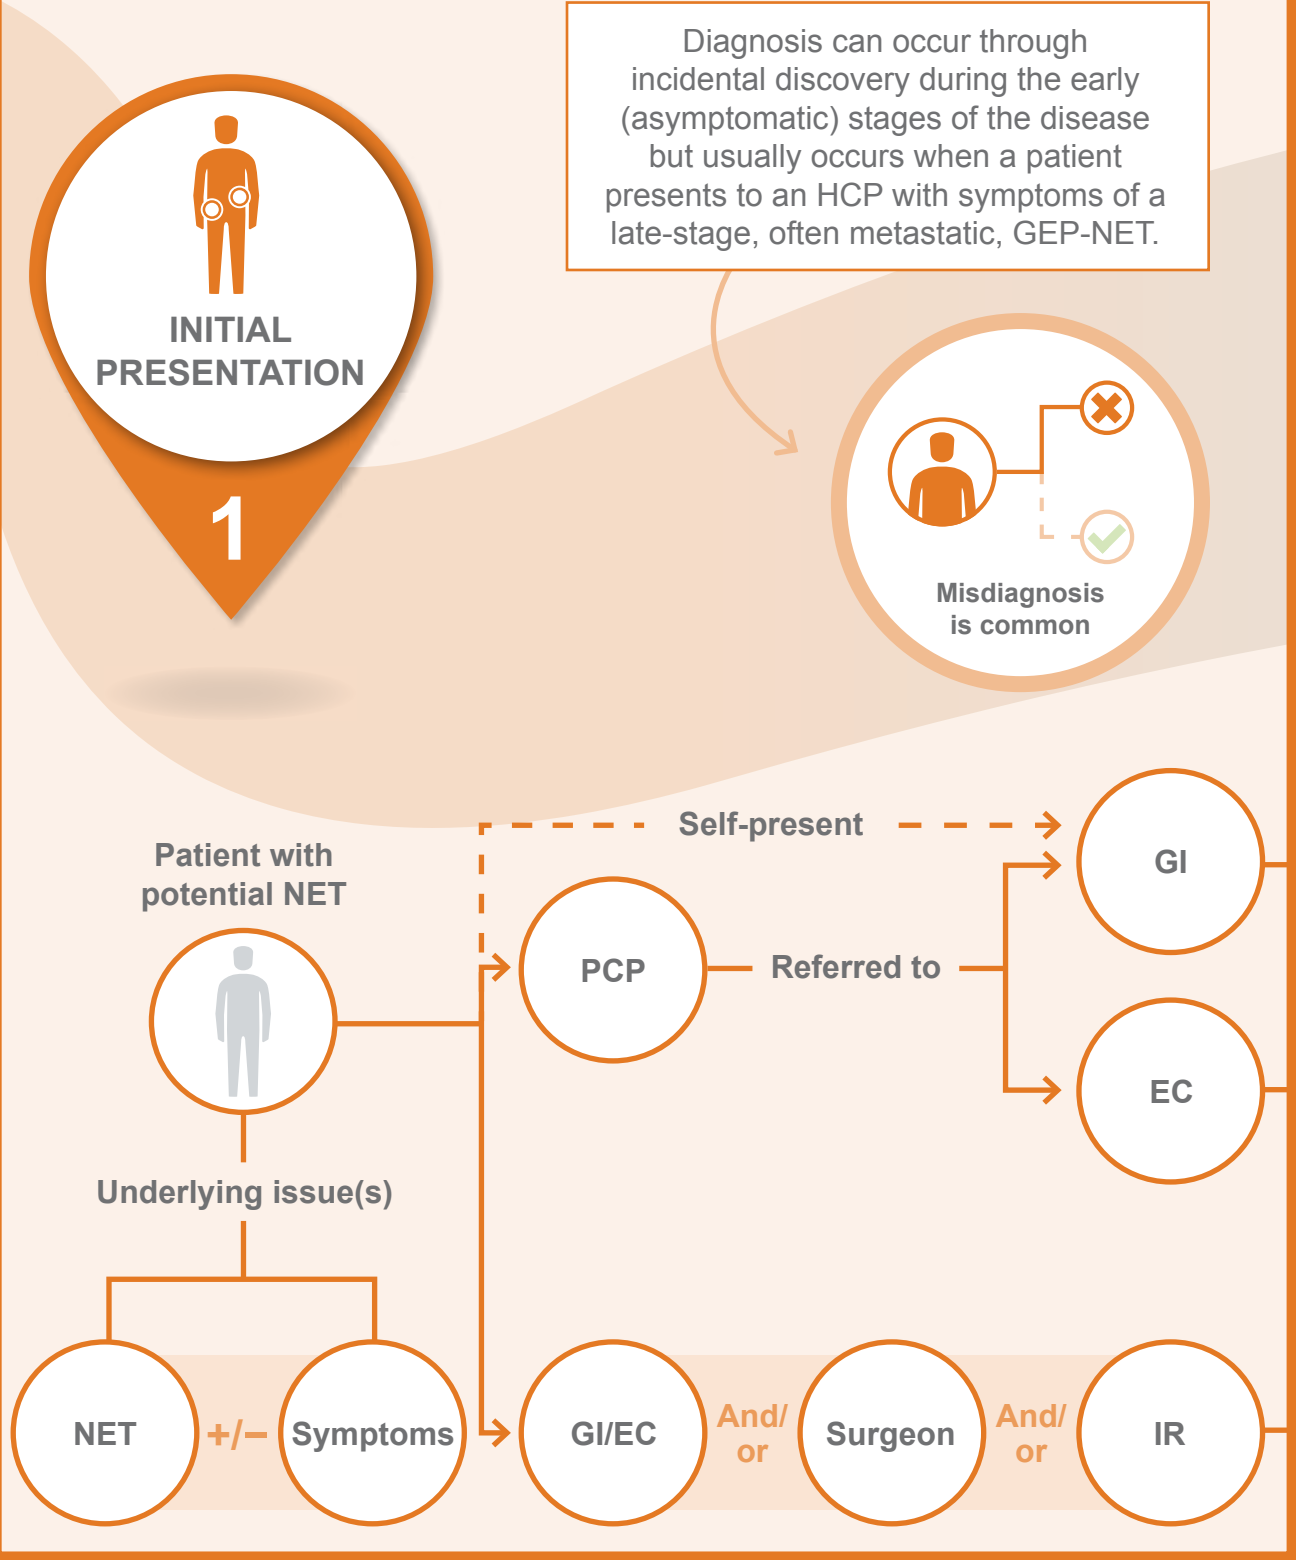 Diagnosis can occur through
incidental discovery during the early
(asymptomatic) stages of the disease
but usually occurs when a patient
presents to an HCP with symptoms of a
late-stage, often metastatic, GEP-NET.
INITIAL
PRESENTATION
1
Misdiagnosis
is common
Self-present
Patient with
potential NET
GI
PCP
Referred to
EC
Underlying issue(s)
NET
+/−
Symptoms
GI/EC
And/
or
Surgeon
And/
or
IR